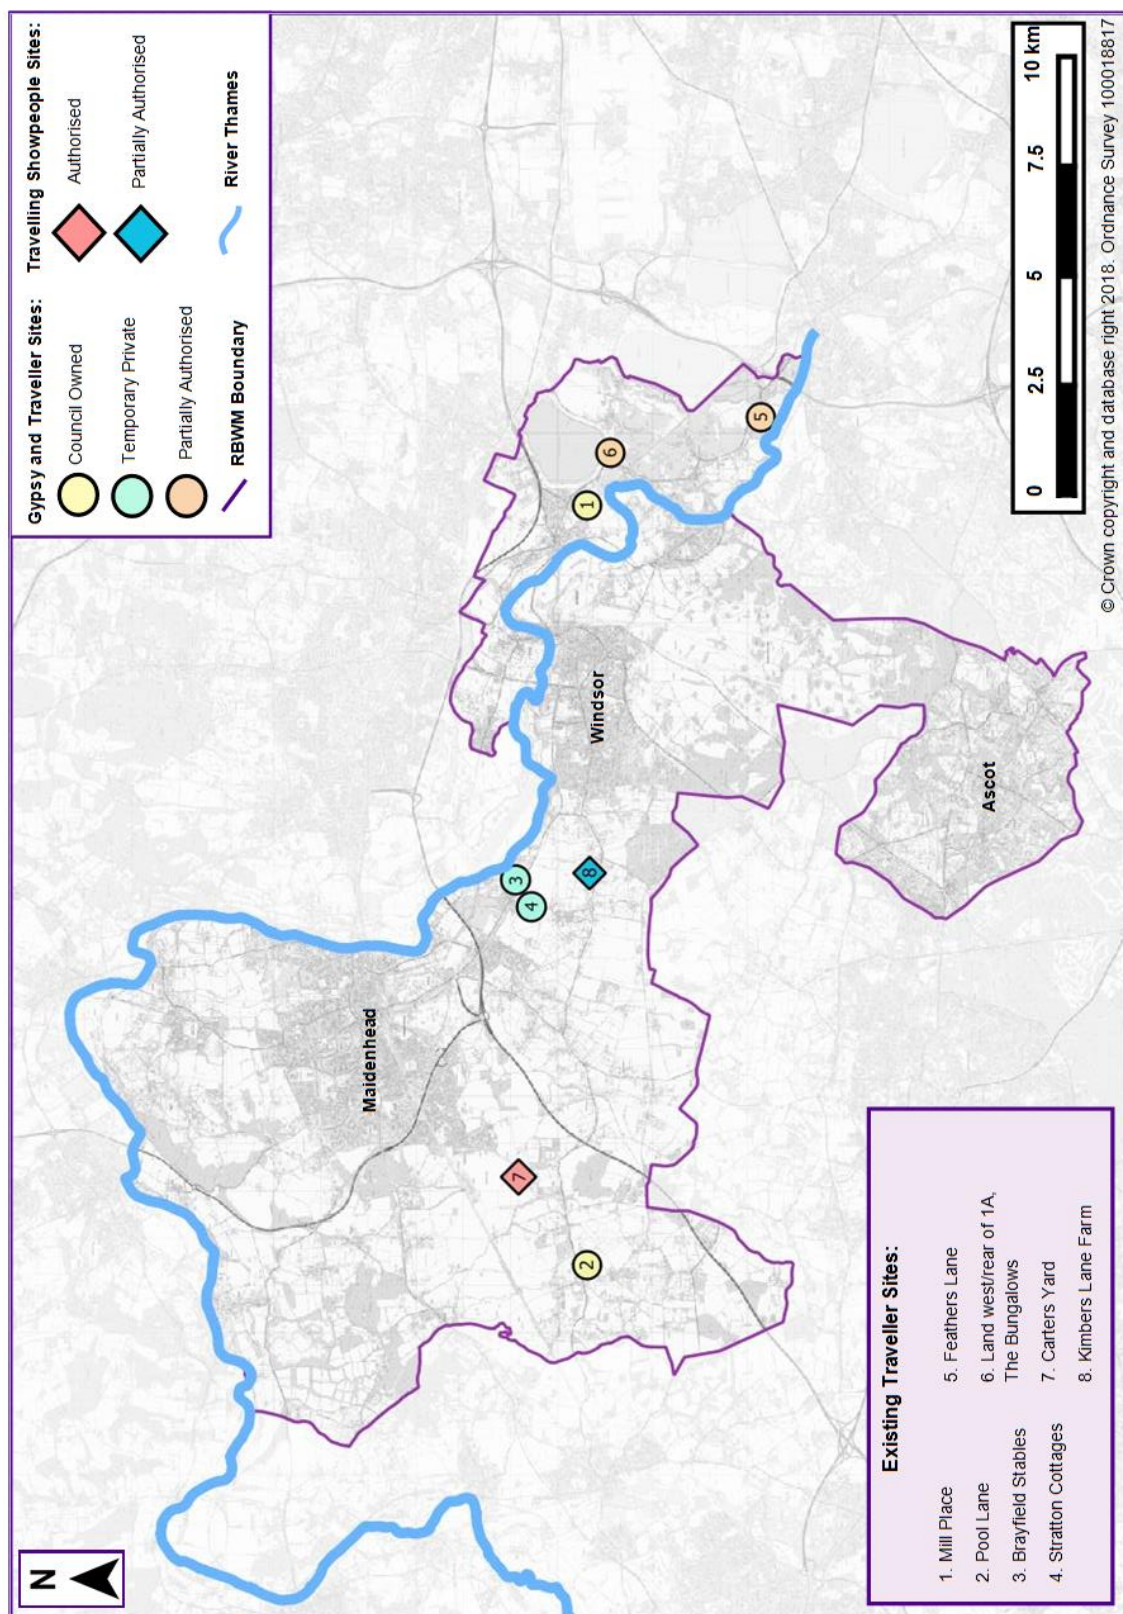 N
Gypsy and Traveller Sites:
Council Owned
Temporary Private
Partially Authorised
RBWM Boundary
Travelling Showpeople Sites:
Authorised
Partially Authorised
River Thames
Maidenhead
Windsor
Ascot
1
2
3
4
5
6
7
8
Existing Traveller Sites:
1. Mill Place
2. Pool Lane
3. Brayfield Stables
4. Stratton Cottages
5. Feathers Lane
6. Land west/rear of 1A,
The Bungalows
7. Carters Yard
8. Kimbers Lane Farm
0 2.5 5 7.5 10 km
© Crown copyright and database right 2018. Ordnance Survey 100018817